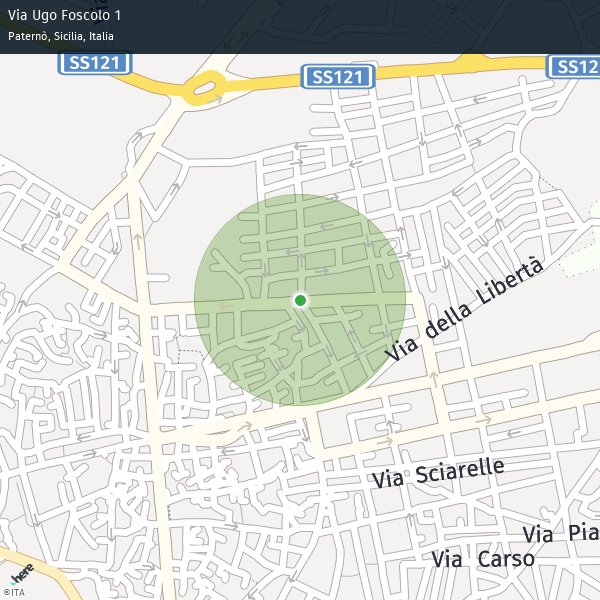 Via Ugo Foscolo 1
Paternò, Sicilia, Italia
SS121
SS121
SS12
Via della Libertà
Via Sciarelle
Via Pia
Via Carso
here
©ITA